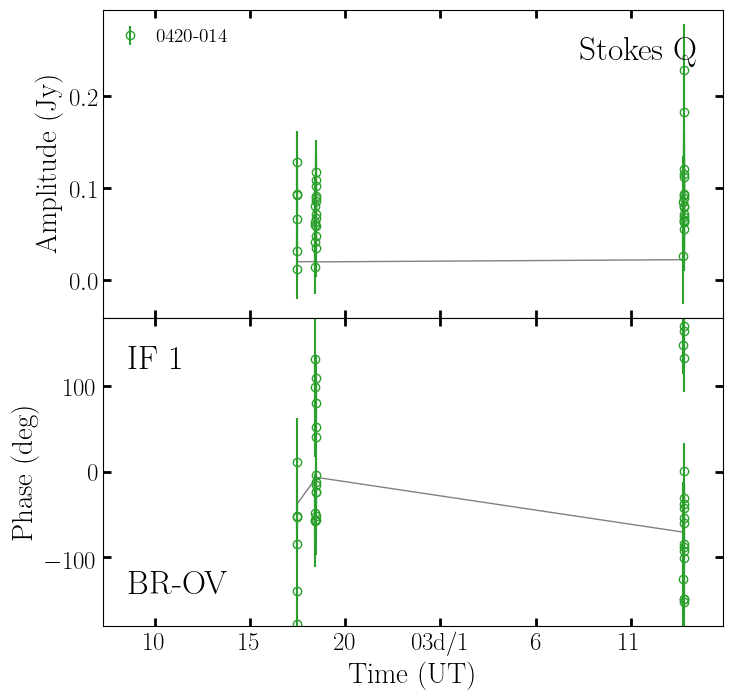 0420-014
Stokes Q
Amplitude (Jy)
0.2
0.1
0.0
IF 1
Phase (deg)
100
0
−100
BR-OV
10 15 20 03d/1 6 11
Time (UT)